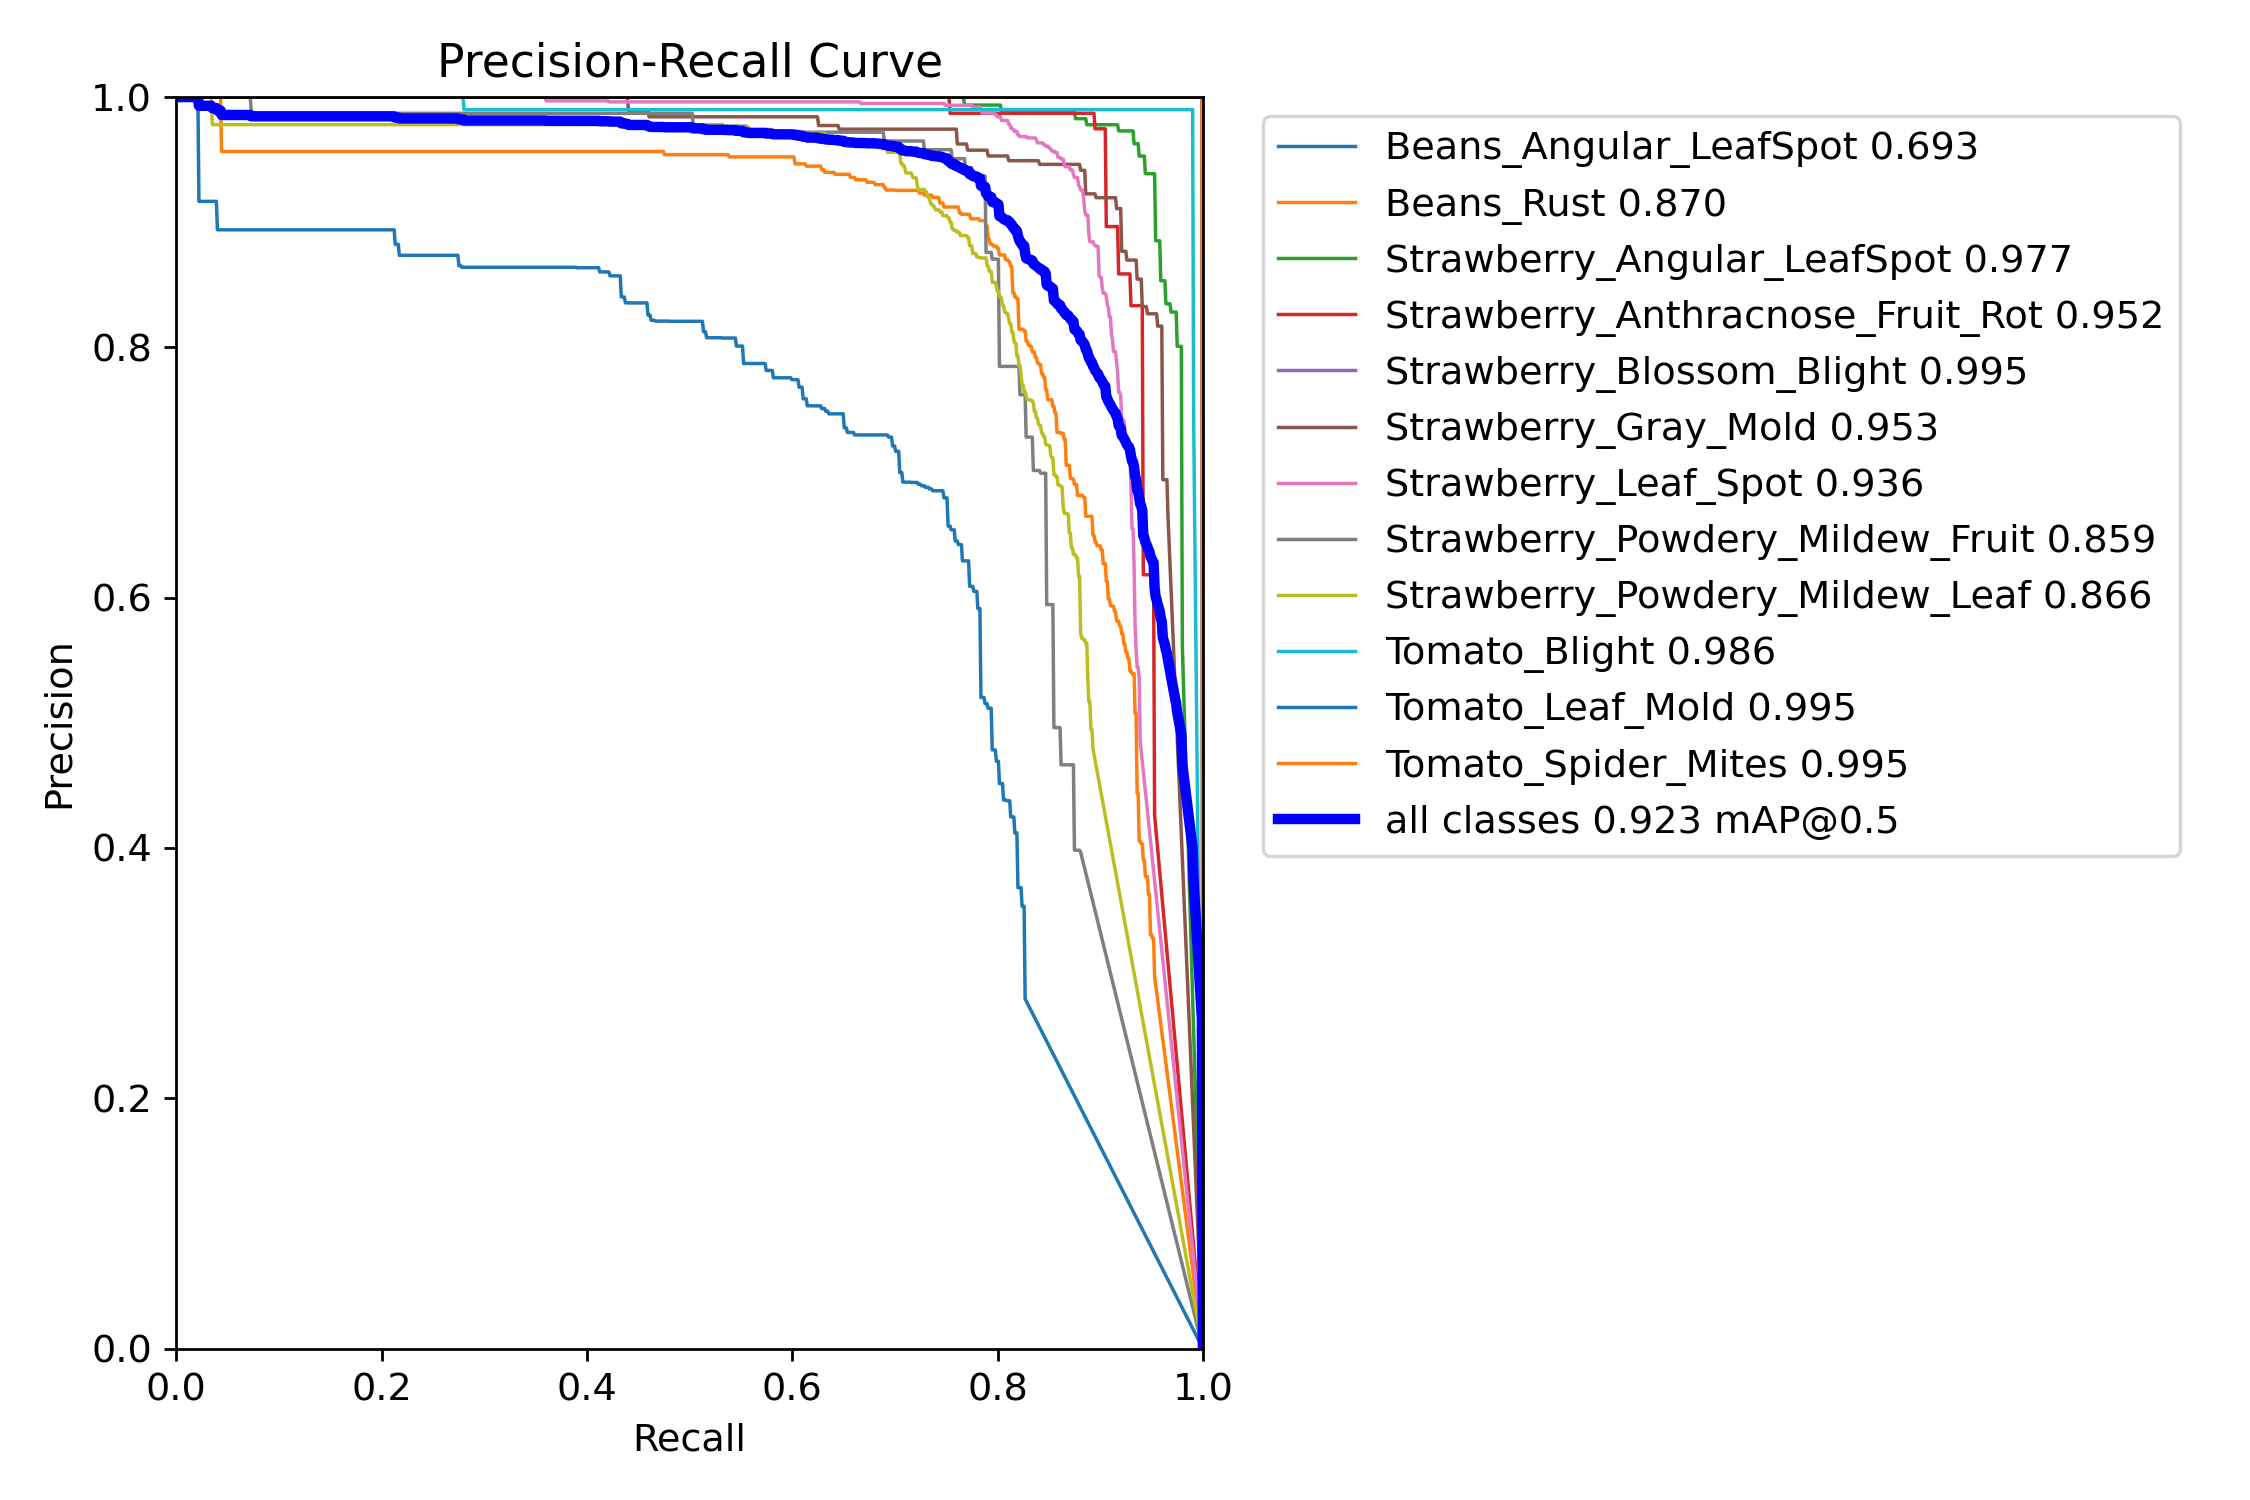 Precision-Recall Curve
1.0
0.8
0.6
0.4
0.2
0.0
Precision
0.0 0.2 0.4 0.6 0.8 1.0
Recall
Beans_Angular_LeafSpot 0.693
Beans_Rust 0.870
Strawberry_Angular_LeafSpot 0.977
Strawberry_Anthracnose_Fruit_Rot 0.952
Strawberry_Blossom_Blight 0.995
Strawberry_Gray_Mold 0.953
Strawberry_Leaf_Spot 0.936
Strawberry_Powdery_Mildew_Fruit 0.859
Strawberry_Powdery_Mildew_Leaf 0.866
Tomato_Blight 0.986
Tomato_Leaf_Mold 0.995
Tomato_Spider_Mites 0.995
all classes 0.923 mAP@0.5